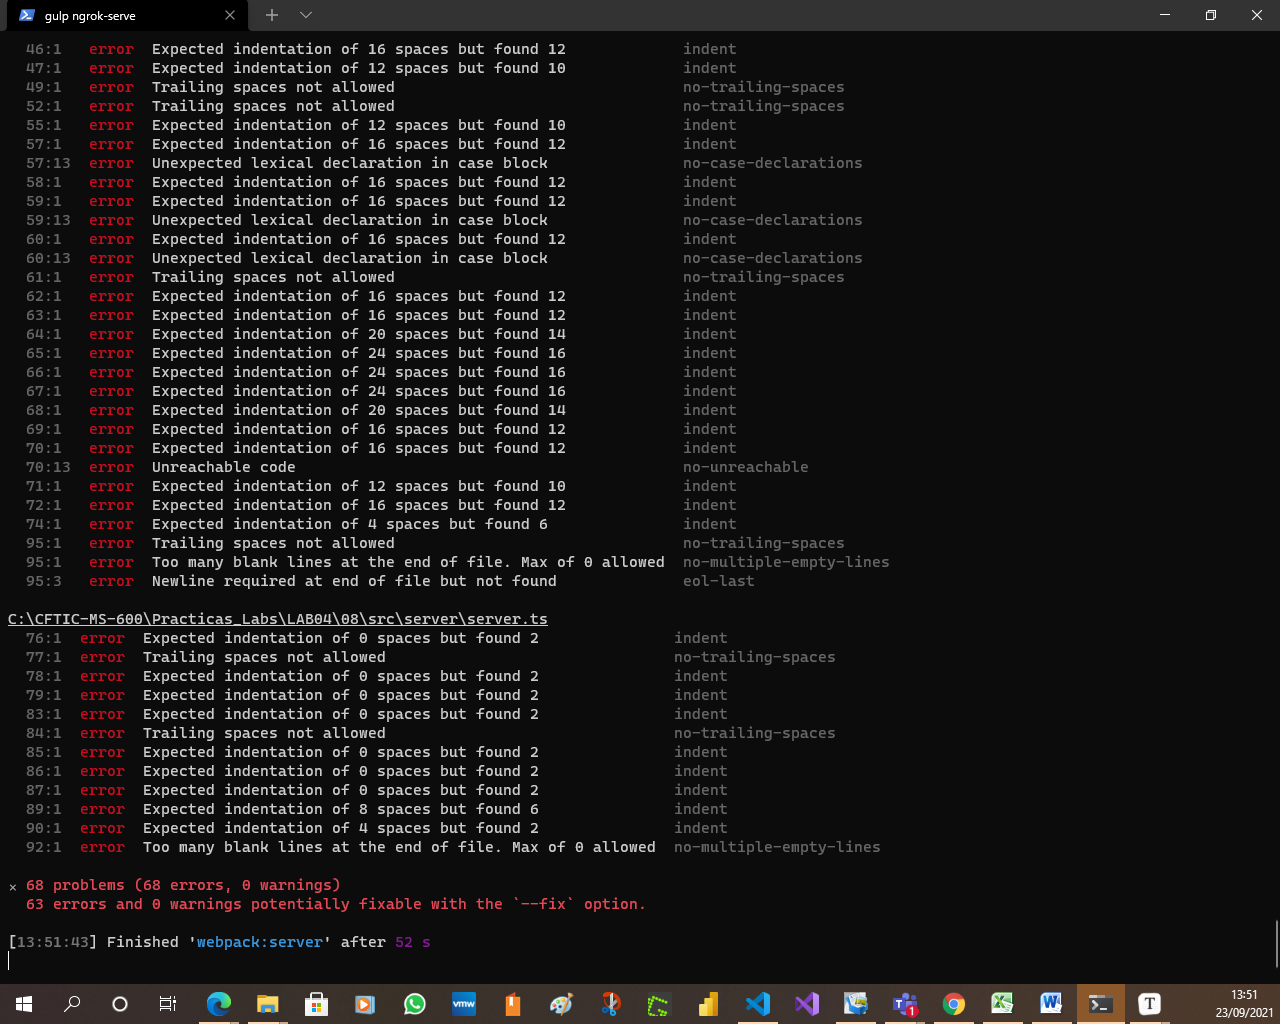 gulp ngrok-serve
46:1 error Expected indentation of 16 spaces but found 12 indent
47:1 error Expected indentation of 12 spaces but found 10 indent
49:1 error Trailing spaces not allowed no-trailing-spaces
52:1 error Trailing spaces not allowed no-trailing-spaces
55:1 error Expected indentation of 12 spaces but found 10 indent
57:1 error Expected indentation of 16 spaces but found 12 indent
57:13 error Unexpected lexical declaration in case block no-case-declarations
58:1 error Expected indentation of 16 spaces but found 12 indent
59:1 error Expected indentation of 16 spaces but found 12 indent
59:13 error Unexpected lexical declaration in case block no-case-declarations
60:1 error Expected indentation of 16 spaces but found 12 indent
60:13 error Unexpected lexical declaration in case block no-case-declarations
61:1 error Trailing spaces not allowed no-trailing-spaces
62:1 error Expected indentation of 16 spaces but found 12 indent
63:1 error Expected indentation of 16 spaces but found 12 indent
64:1 error Expected indentation of 20 spaces but found 14 indent
65:1 error Expected indentation of 24 spaces but found 16 indent
66:1 error Expected indentation of 24 spaces but found 16 indent
67:1 error Expected indentation of 24 spaces but found 16 indent
68:1 error Expected indentation of 20 spaces but found 14 indent
69:1 error Expected indentation of 16 spaces but found 12 indent
70:1 error Expected indentation of 16 spaces but found 12 indent
70:13 error Unreachable code no-unreachable
71:1 error Expected indentation of 12 spaces but found 10 indent
72:1 error Expected indentation of 16 spaces but found 12 indent
74:1 error Expected indentation of 4 spaces but found 6 indent
95:1 error Trailing spaces not allowed no-trailing-spaces
95:1 error Too many blank lines at the end of file. Max of 0 allowed no-multiple-empty-lines
95:3 error Newline required at end of file but not found eol-last
C:\CFTIC-MS-600\Practicas_Labs\LAB04\08\src\server\server.ts
76:1 error Expected indentation of 0 spaces but found 2 indent
77:1 error Trailing spaces not allowed no-trailing-spaces
78:1 error Expected indentation of 0 spaces but found 2 indent
79:1 error Expected indentation of 0 spaces but found 2 indent
83:1 error Expected indentation of 0 spaces but found 2 indent
84:1 error Trailing spaces not allowed no-trailing-spaces
85:1 error Expected indentation of 0 spaces but found 2 indent
86:1 error Expected indentation of 0 spaces but found 2 indent
87:1 error Expected indentation of 0 spaces but found 2 indent
89:1 error Expected indentation of 8 spaces but found 6 indent
90:1 error Expected indentation of 4 spaces but found 2 indent
92:1 error Too many blank lines at the end of file. Max of 0 allowed no-multiple-empty-lines
× 68 problems (68 errors, 0 warnings)
63 errors and 0 warnings potentially fixable with the `--fix` option.
[13:51:43] Finished 'webpack:server' after 52 s
vmw
1
T
13:51
23/09/2021